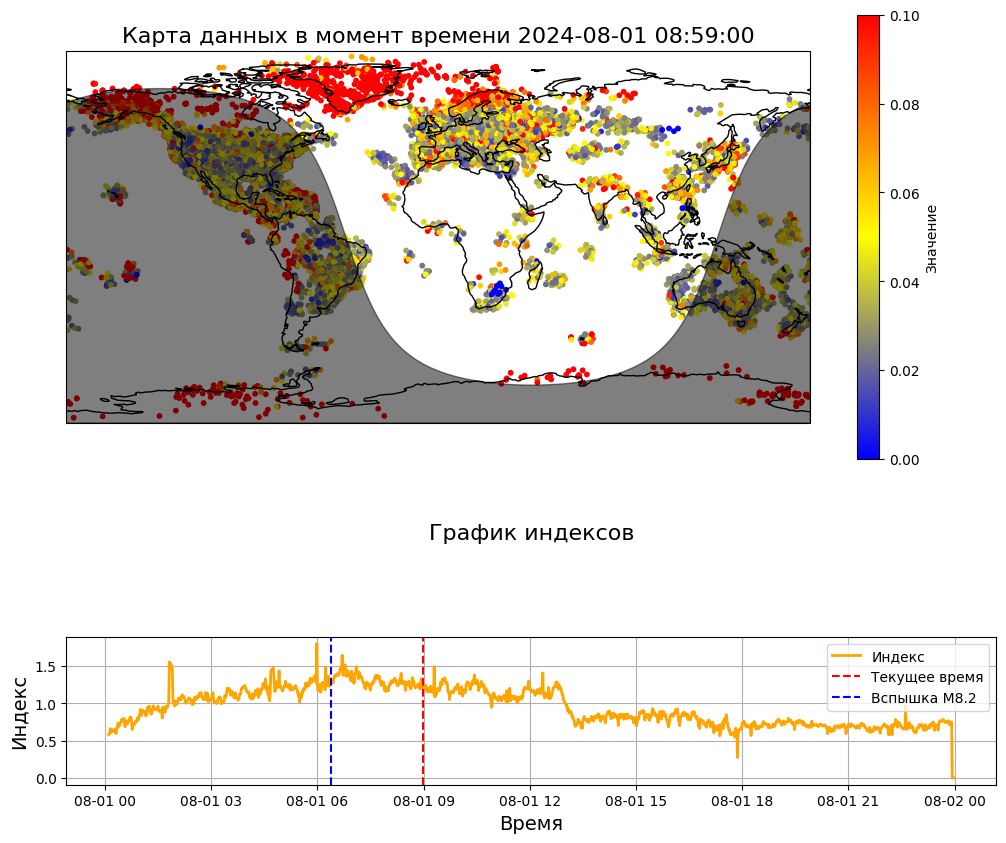 Карта данных в момент времени 2024-08-01 08:59:00
0.10
0.08
0.06
0.04
0.02
0.00
Значение
График индексов
Индекс
1.5
1.0
0.5
0.0
Индекс
Текущее время
Вспышка M8.2
08-01 00
08-01 03
08-01 06
08-01 09
08-01 12
08-01 15
08-01 18
08-01 21
08-02 00
Время